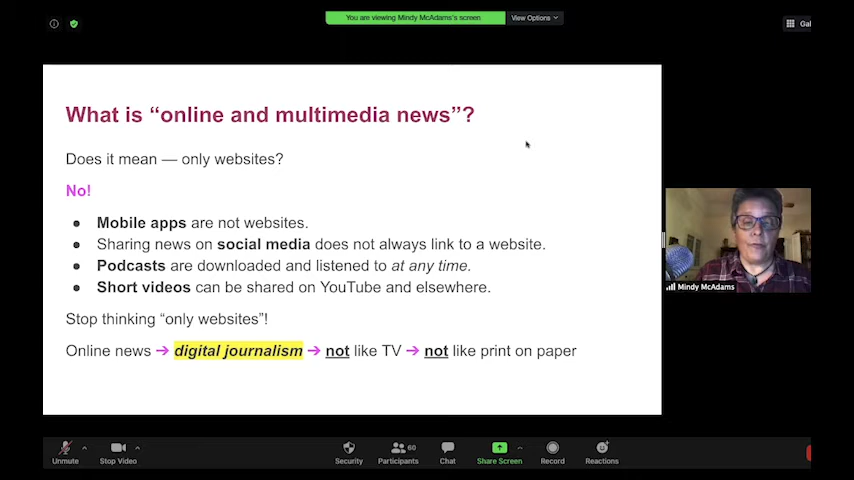 You are viewing Mindy McAdams's screen
View Options
Gal
What is “online and multimedia news”?
Does it mean — only websites?
No!
● Mobile apps are not websites.
● Sharing news on social media does not always link to a website.
● Podcasts are downloaded and listened to at any time.
● Short videos can be shared on YouTube and elsewhere.
Stop thinking “only websites”!
Online news ➔ digital journalism ➔ not like TV ➔ not like print on paper
Mindy McAdams
60
Unmute
Stop Video
Security
Participants
Chat
Share Screen
Record
Reactions